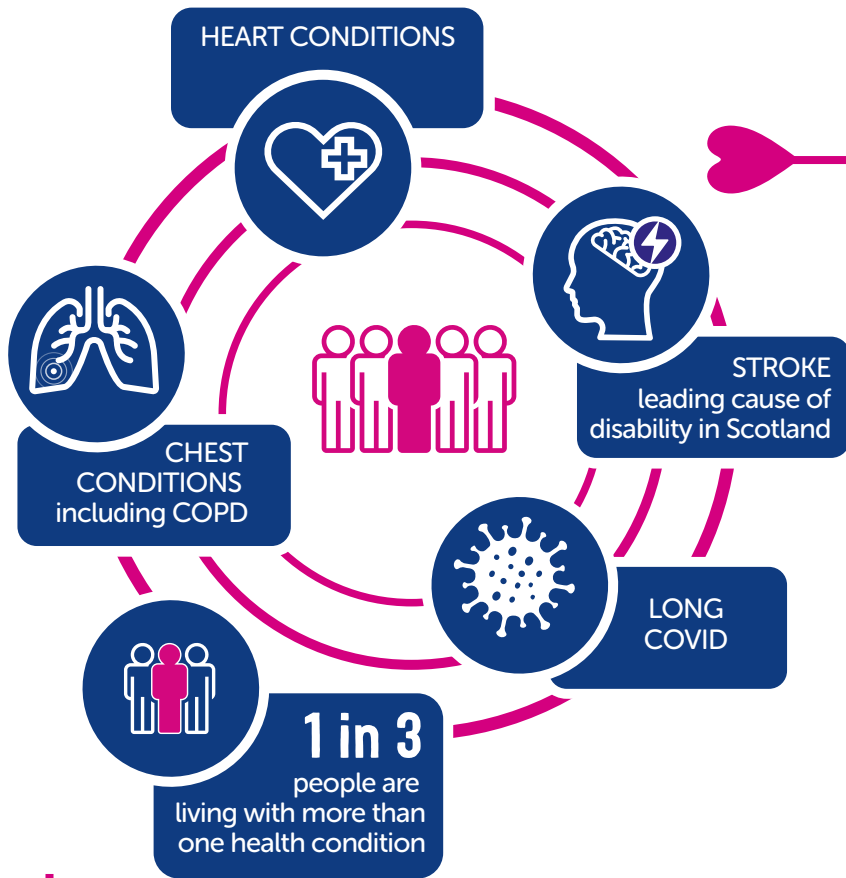 HEART CONDITIONS
STROKE
leading cause of
disability in Scotland
CHEST
CONDITIONS
including COPD
LONG
COVID
1 in 3
people are
living with more than
one health condition